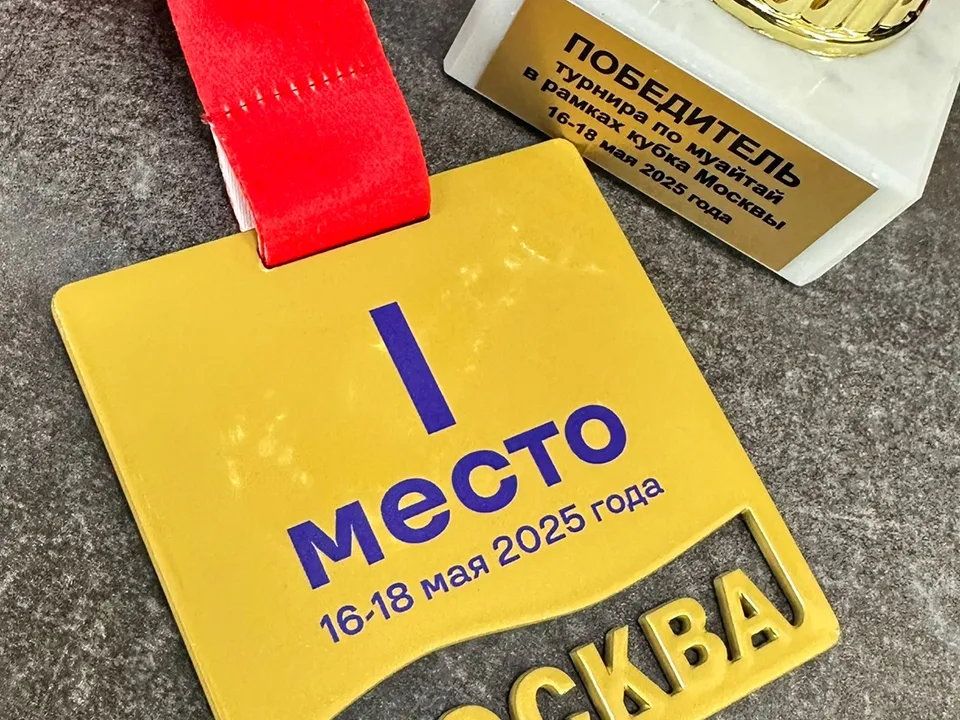 ПОБЕДИТЕЛЬ
турнира по муайтай
в рамках кубка Москвы
16-18 мая 2025 года
I
место
16-18 мая 2025 года
ОСКВА